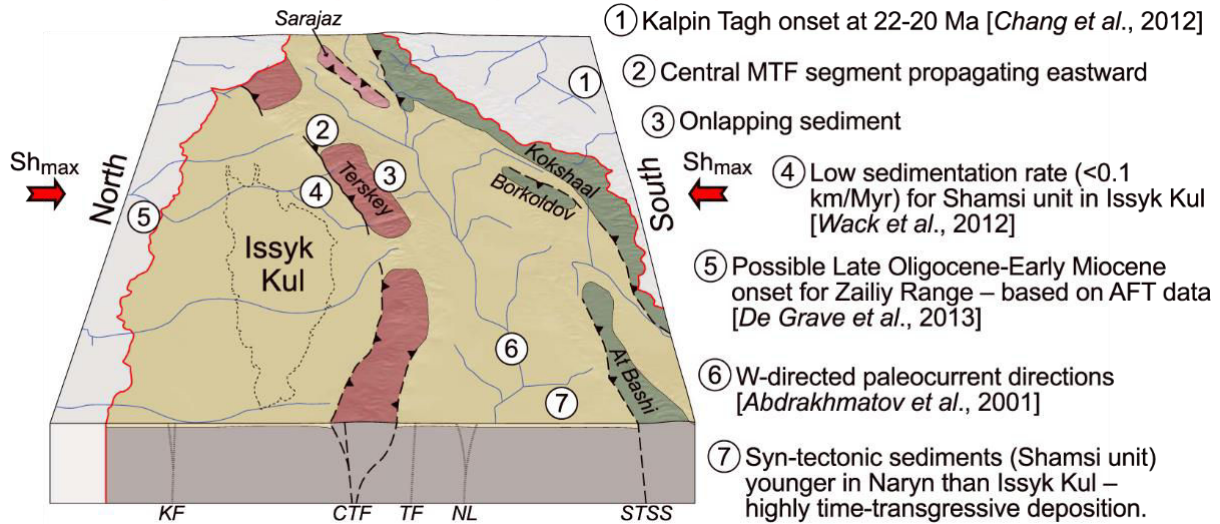 Sarajaz
① Kalpin Tagh onset at 22-20 Ma [Chang et al., 2012]
② Central MTF segment propagating eastward
③ Onlapping sediment
④ Low sedimentation rate (<0.1
km/Myr) for Shamsi unit in Issyk Kul
[Wack et al., 2012]
⑤ Possible Late Oligocene-Early Miocene
onset for Zailiy Range – based on AFT data
[De Grave et al., 2013]
⑥ W-directed paleocurrent directions
[Abdrakhmatov et al., 2001]
⑦ Syn-tectonic sediments (Shamsi unit)
younger in Naryn than Issyk Kul –
highly time-transgressive deposition.
①
②
Shmax
North
⑤
④
Terskey
③
Kokshaal
Borkoldov
South
Shmax
Issyk
Kul
⑥
⑦
At Bashi
KF
CTF
TF
NL
STSS